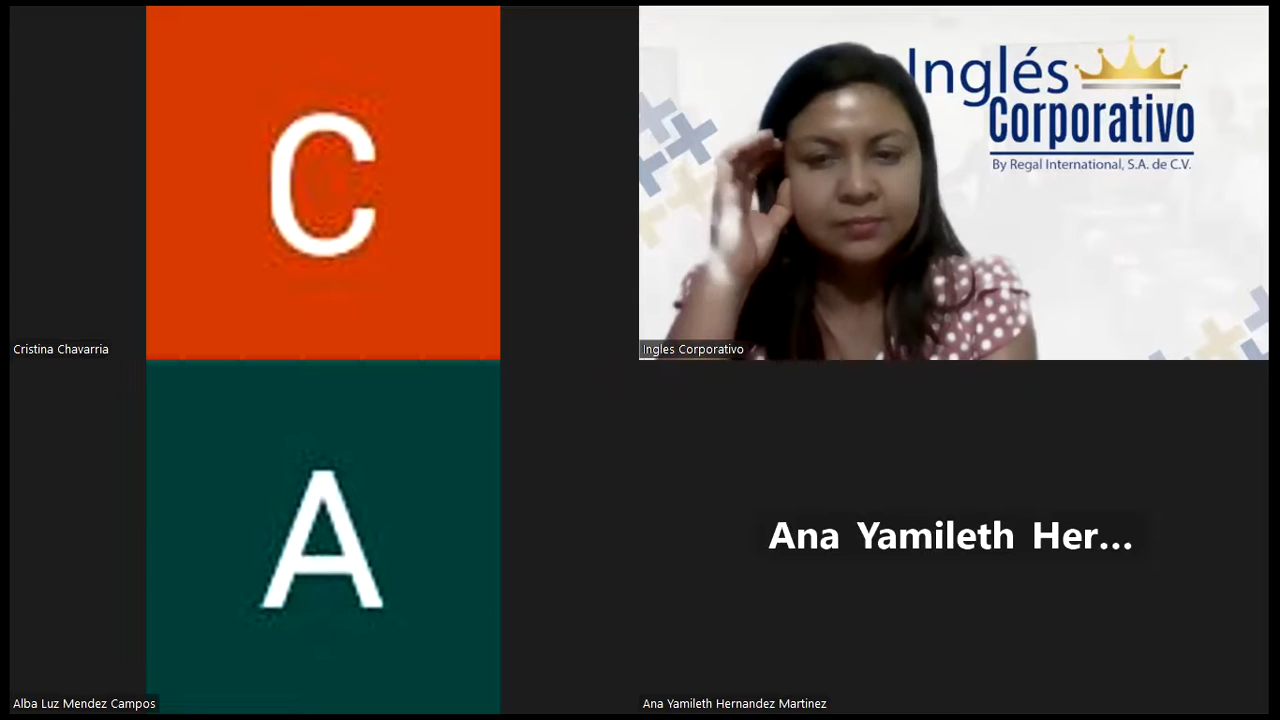 C
Cristina Chavarria
Inglés
Corporativo
By Regal International, S.A. de C.V.
Ingles Corporativo
A
Alba Luz Mendez Campos
Ana Yamileth Her...
Ana Yamileth Hernandez Martinez